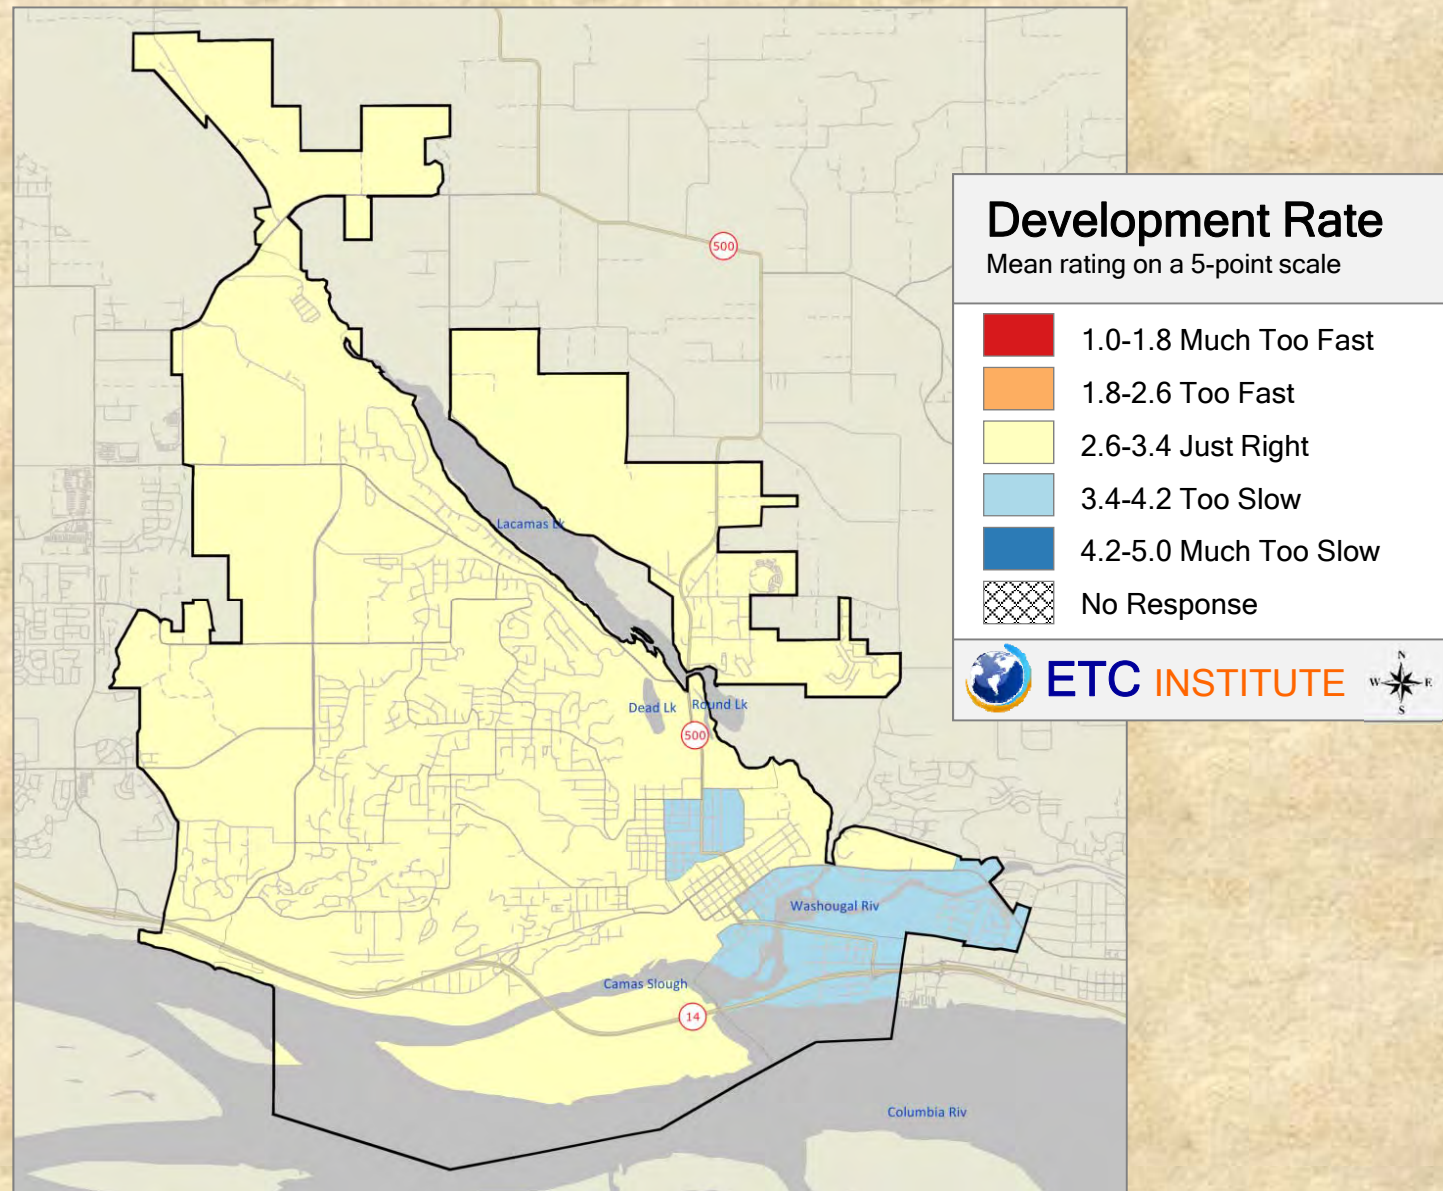 Development Rate
Mean rating on a 5-point scale
1.0-1.8 Much Too Fast
1.8-2.6 Too Fast
2.6-3.4 Just Right
3.4-4.2 Too Slow
4.2-5.0 Much Too Slow
No Response
ETC INSTITUTE
N
W
E
S
500
Lacamas Lk
Dead Lk
Round Lk
500
Washougal Riv
Camas Slough
14
Columbia Riv